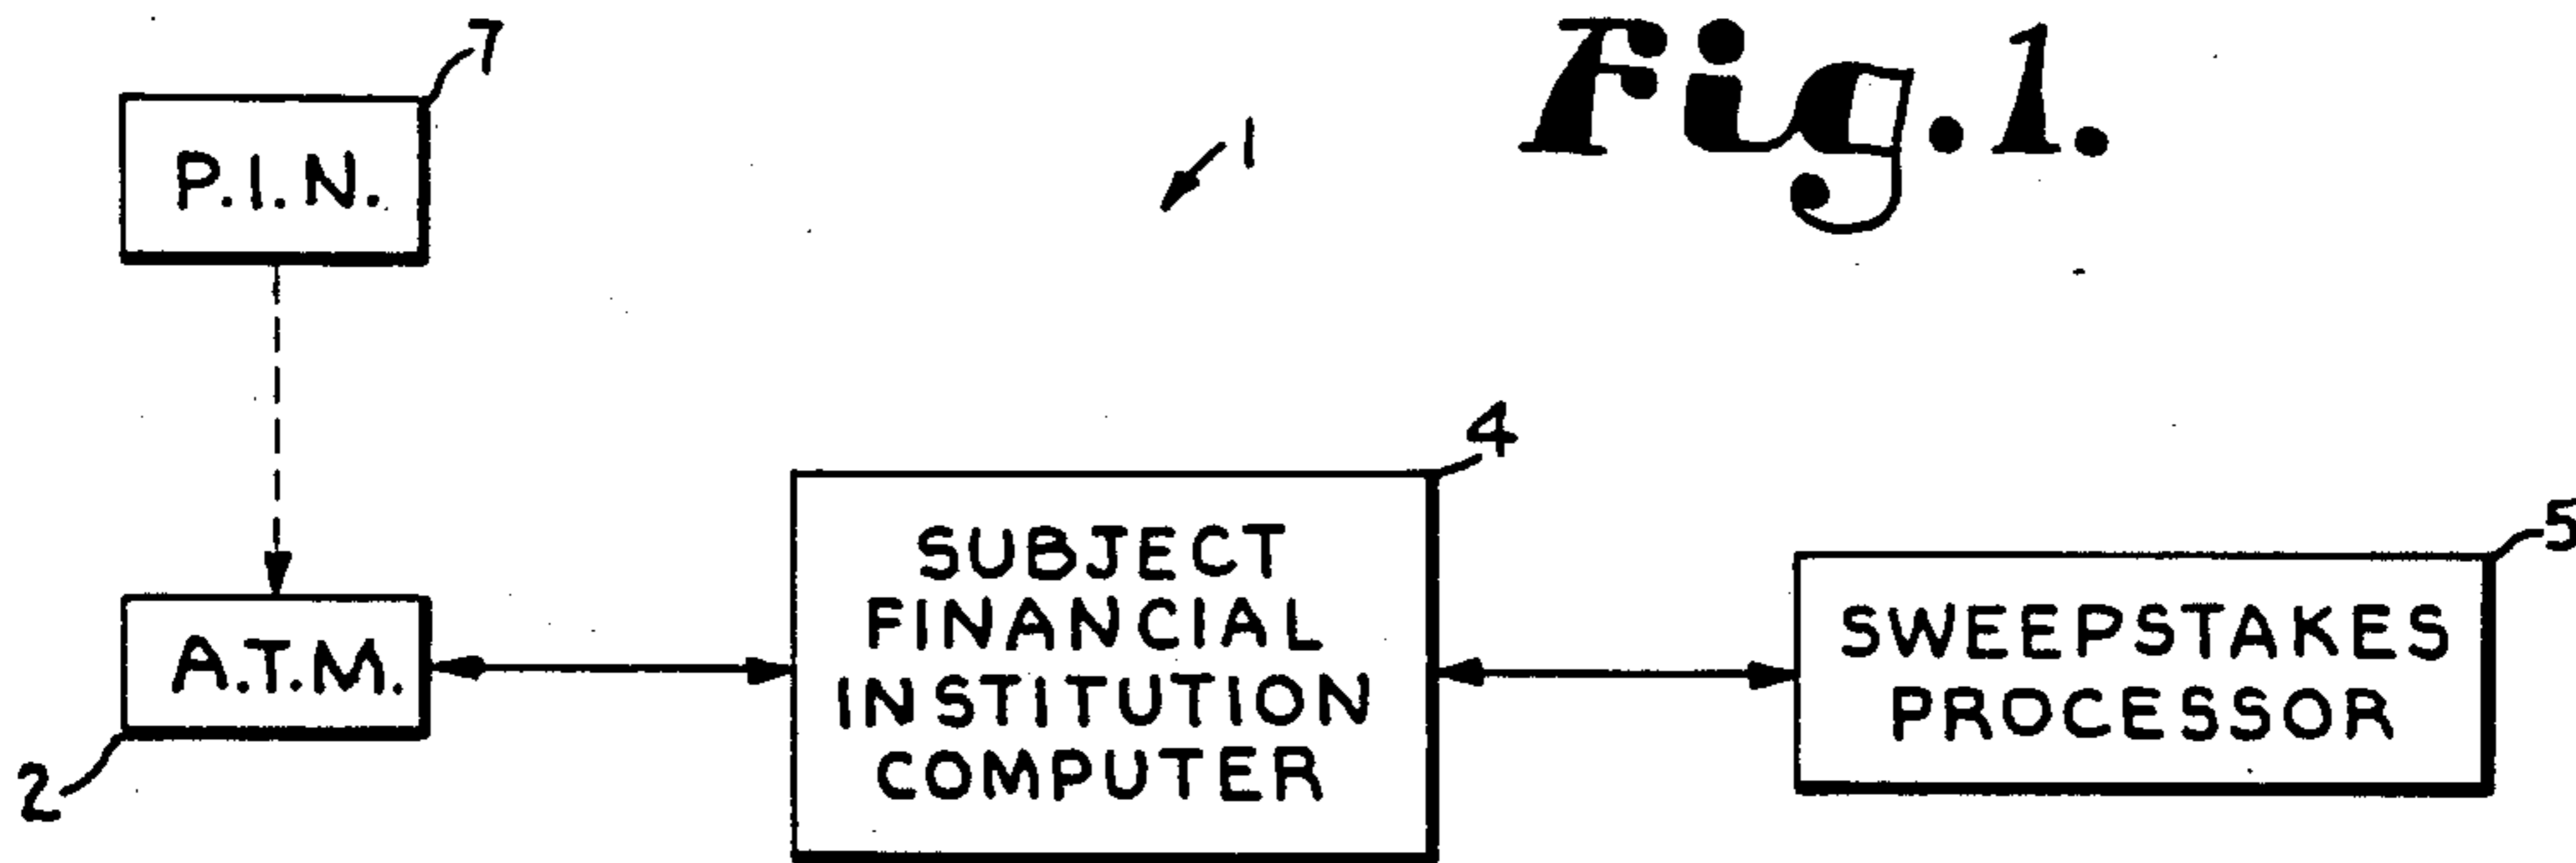 Fig.1.
7
P.I.N.
1
4
SUBJECT
FINANCIAL
INSTITUTION
COMPUTER
5
SWEEPSTAKES
PROCESSOR
A.T.M.
2